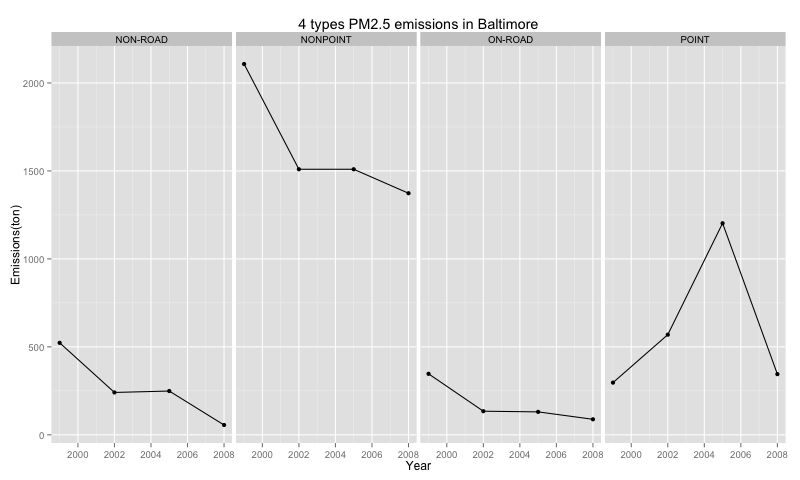 4 types PM2.5 emissions in Baltimore
NON-ROAD NONPOINT ON-ROAD POINT
2000
1500
1000
500
0
Emissions(ton)
2000 2002 2004 2006 2008 2000 2002 2004 2006 2008 2000 2002 2004 2006 2008 2000 2002 2004 2006 2008
Year